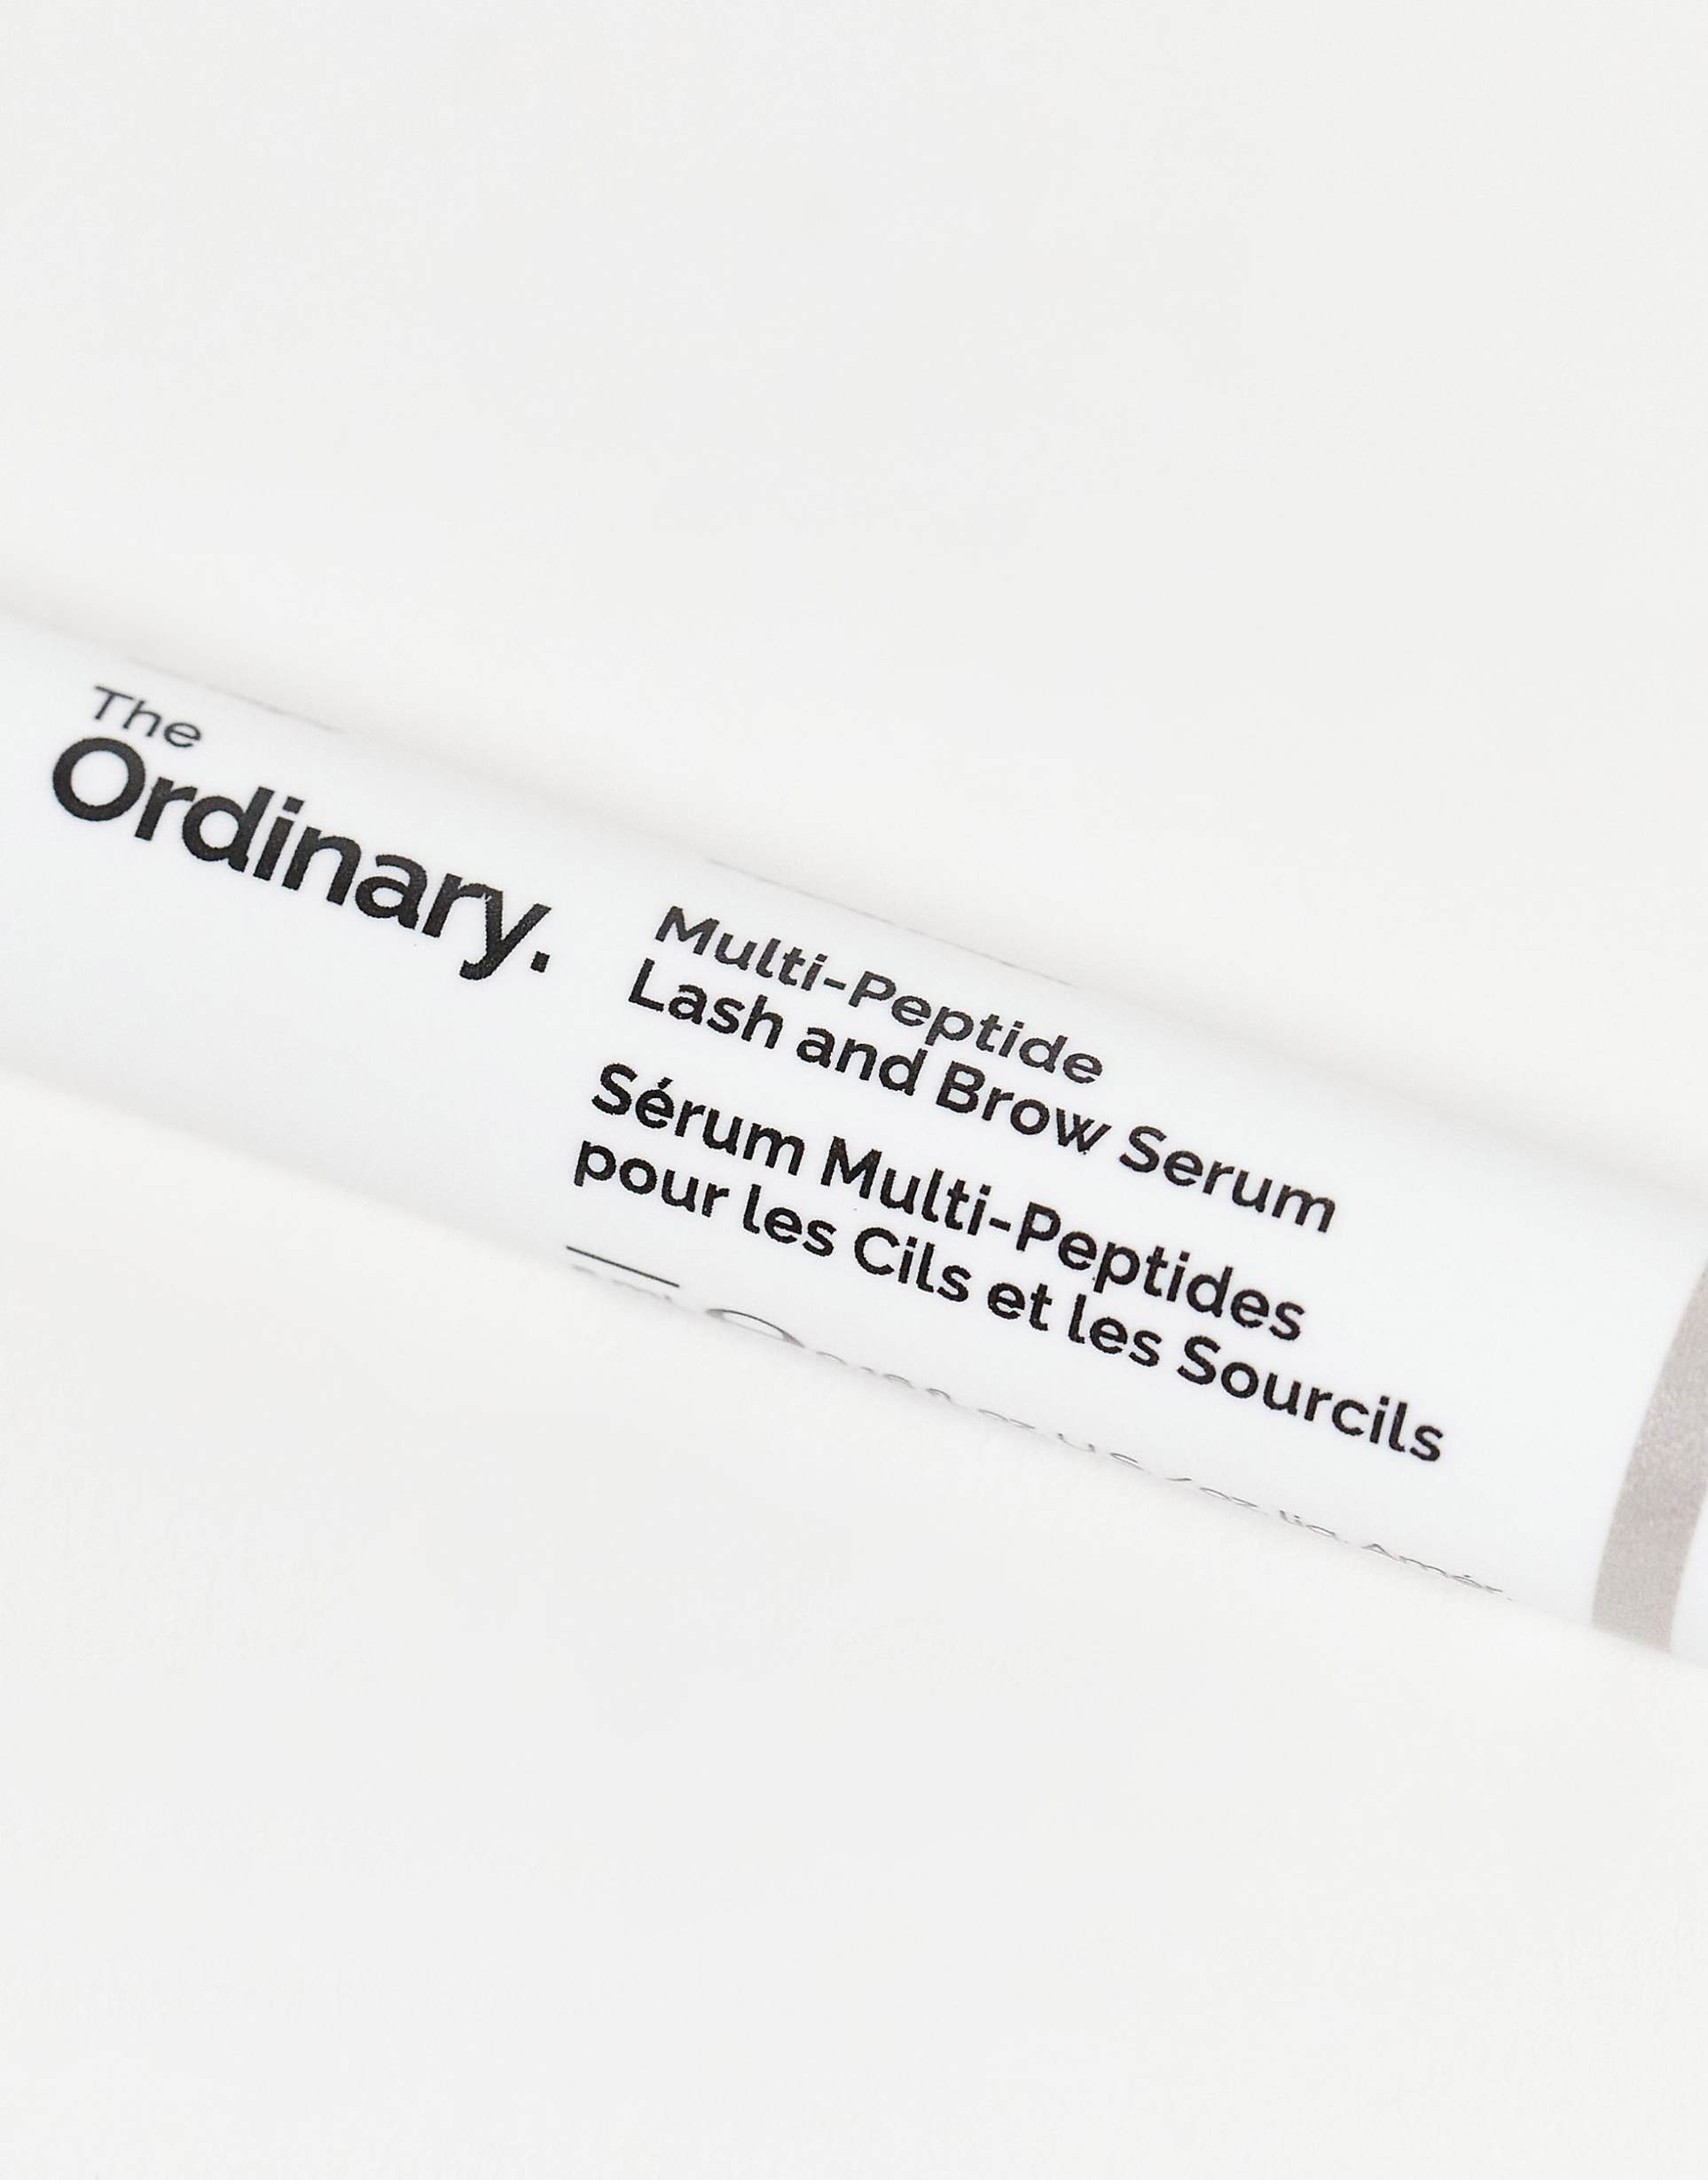 The
Ordinary.
Multi-Peptide
Lash and Brow Serum
Sérum Multi-Peptides
pour les Cils et les Sourcils